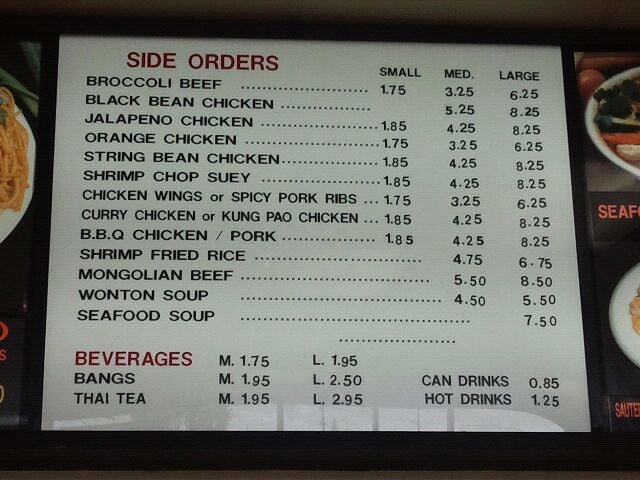 SIDE ORDERS
SMALL MED. LARGE
BROCCOLI BEEF ........................... 1.75 3.25 6.25
BLACK BEAN CHICKEN ................... 5.25 8.25
JALAPENO CHICKEN ........................... 1.85 4.25 8.25
ORANGE CHICKEN ........................... 1.75 3.25 6.25
STRING BEAN CHICKEN.................... 1.85 4.25 8.25
SHRIMP CHOP SUEY ........................ 1.85 4.25 8.25
CHICKEN WINGS or SPICY PORK RIBS ... 1.75 3.25 6.25
CURRY CHICKEN or KUNG PAO CHICKEN ... 1.85 4.25 8.25
B.B.Q CHICKEN / PORK ................... 1.85 4.25 8.25
SHRIMP FRIED RICE .................................. 4.75 6.75
MONGOLIAN BEEF ....................................... 5.50 8.50
WONTON SOUP ........................................ 4.50 5.50
SEAFOOD SOUP .............................................. 7.50
.......................
BEVERAGES M. 1.75 L. 1.95
BANGS M. 1.95 L. 2.50 CAN DRINKS 0.85
THAI TEA M. 1.95 L. 2.95 HOT DRINKS 1.25
SEAF
SAUTE